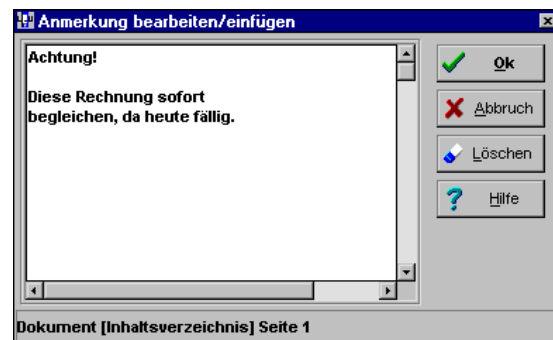 Anmerkung bearbeiten/einfügen
Achtung!
Diese Rechnung sofort
begleichen, da heute fällig.
Ok
Abbruch
Löschen
Hilfe
Dokument [Inhaltsverzeichnis] Seite 1